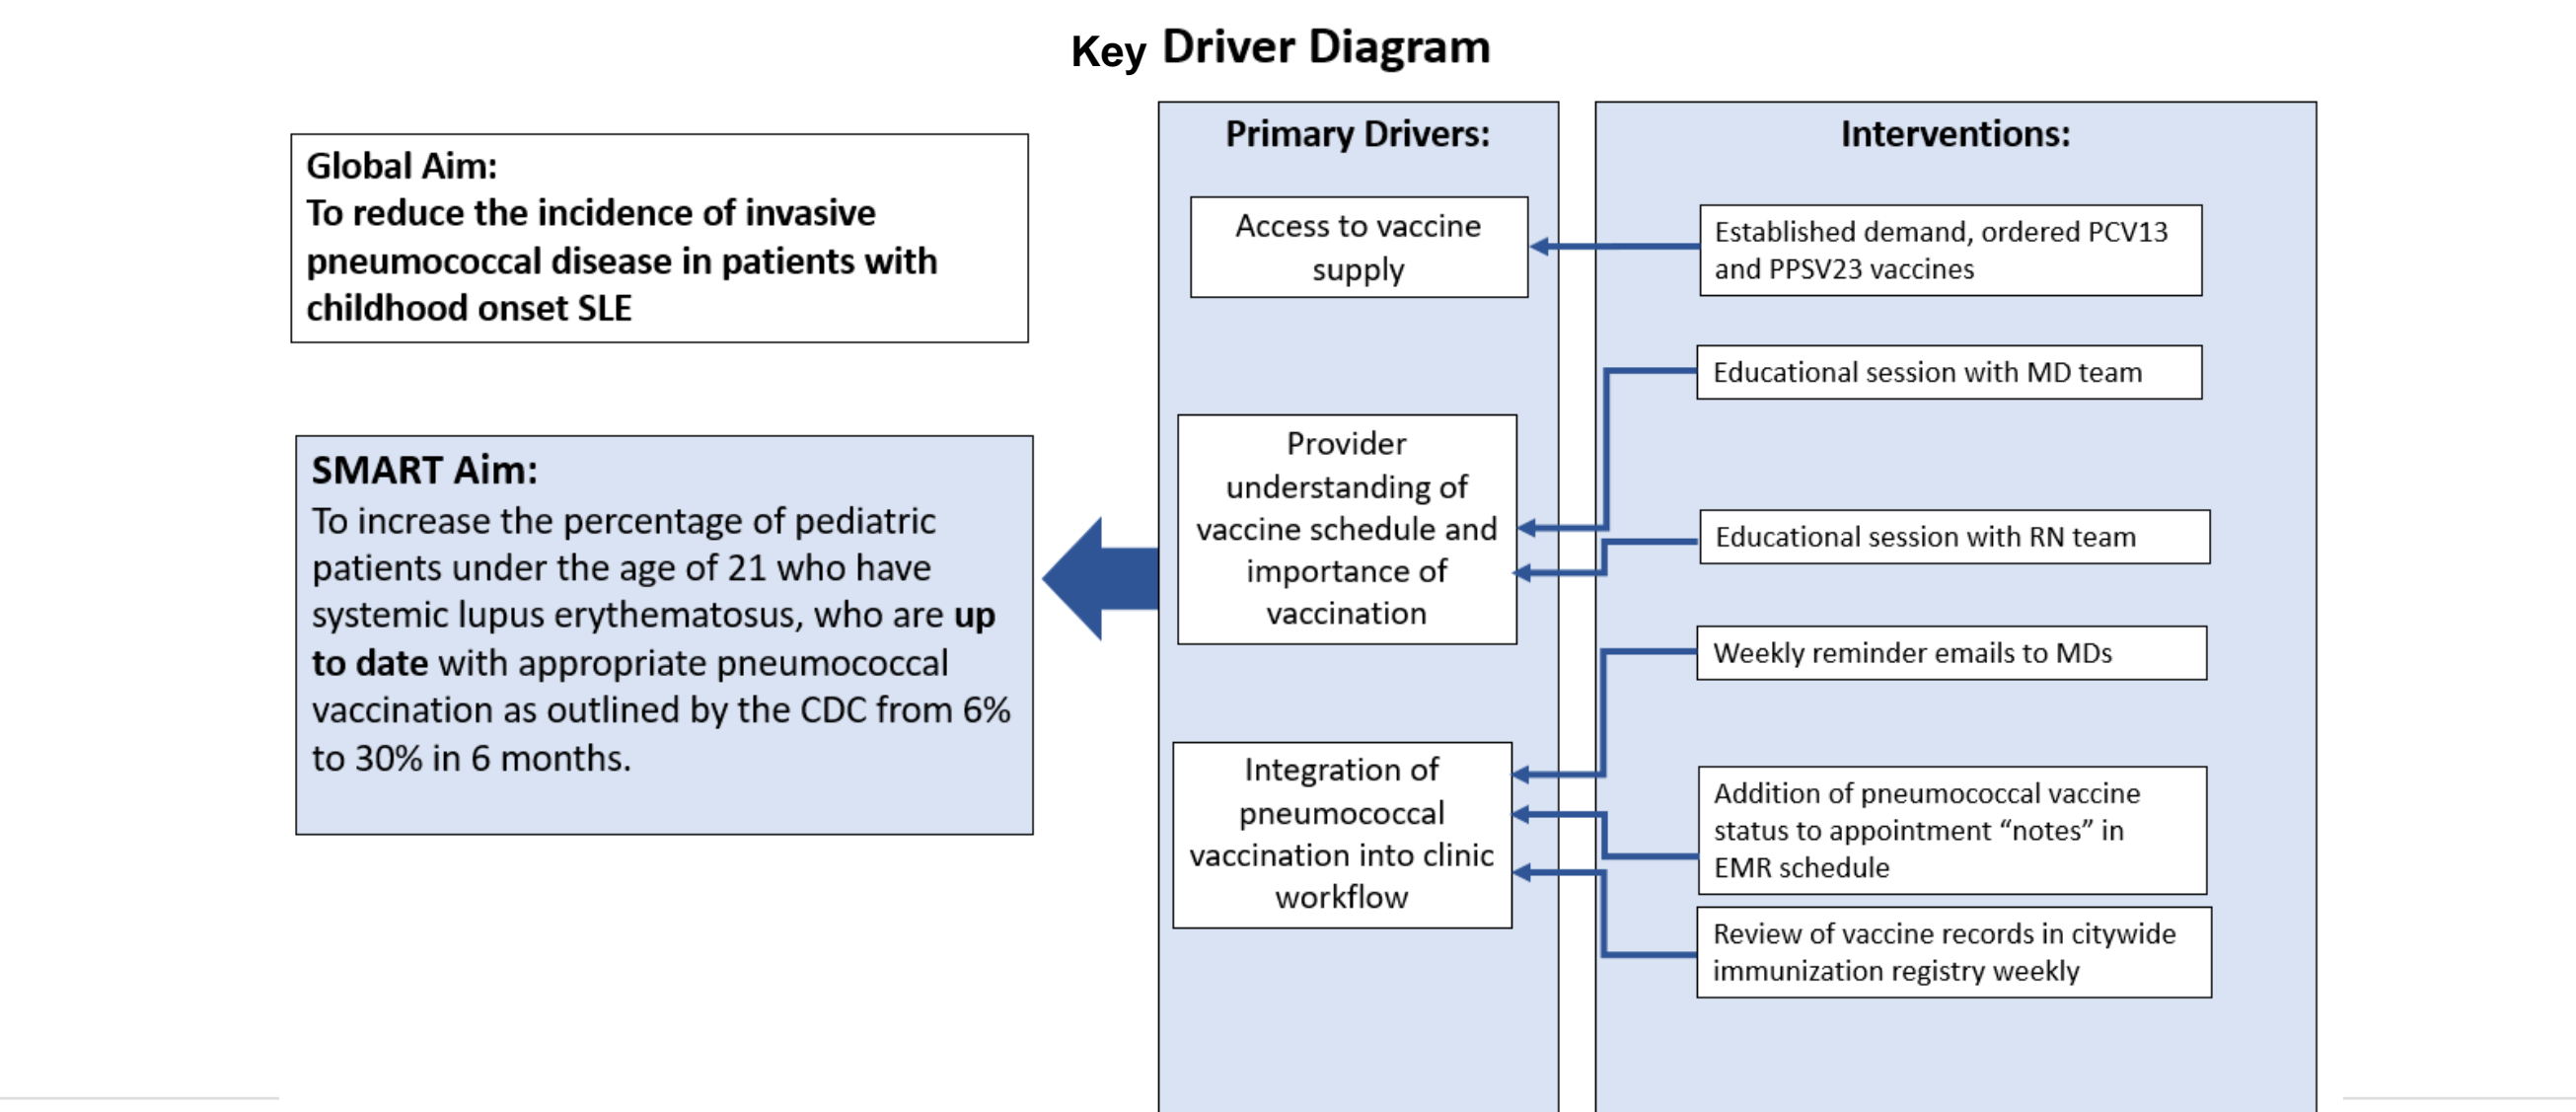 Key Driver Diagram
Global Aim:
To reduce the incidence of invasive
pneumococcal disease in patients with
childhood onset SLE
SMART Aim:
To increase the percentage of pediatric
patients under the age of 21 who have
systemic lupus erythematosus, who are up
to date with appropriate pneumococcal
vaccination as outlined by the CDC from 6%
to 30% in 6 months.
Primary Drivers:
Access to vaccine
supply
Provider
understanding of
vaccine schedule and
importance of
vaccination
Integration of
pneumococcal
vaccination into clinic
workflow
Interventions:
Established demand, ordered PCV13
and PPSV23 vaccines
Educational session with MD team
Educational session with RN team
Weekly reminder emails to MDs
Addition of pneumococcal vaccine
status to appointment “notes” in
EMR schedule
Review of vaccine records in citywide
immunization registry weekly